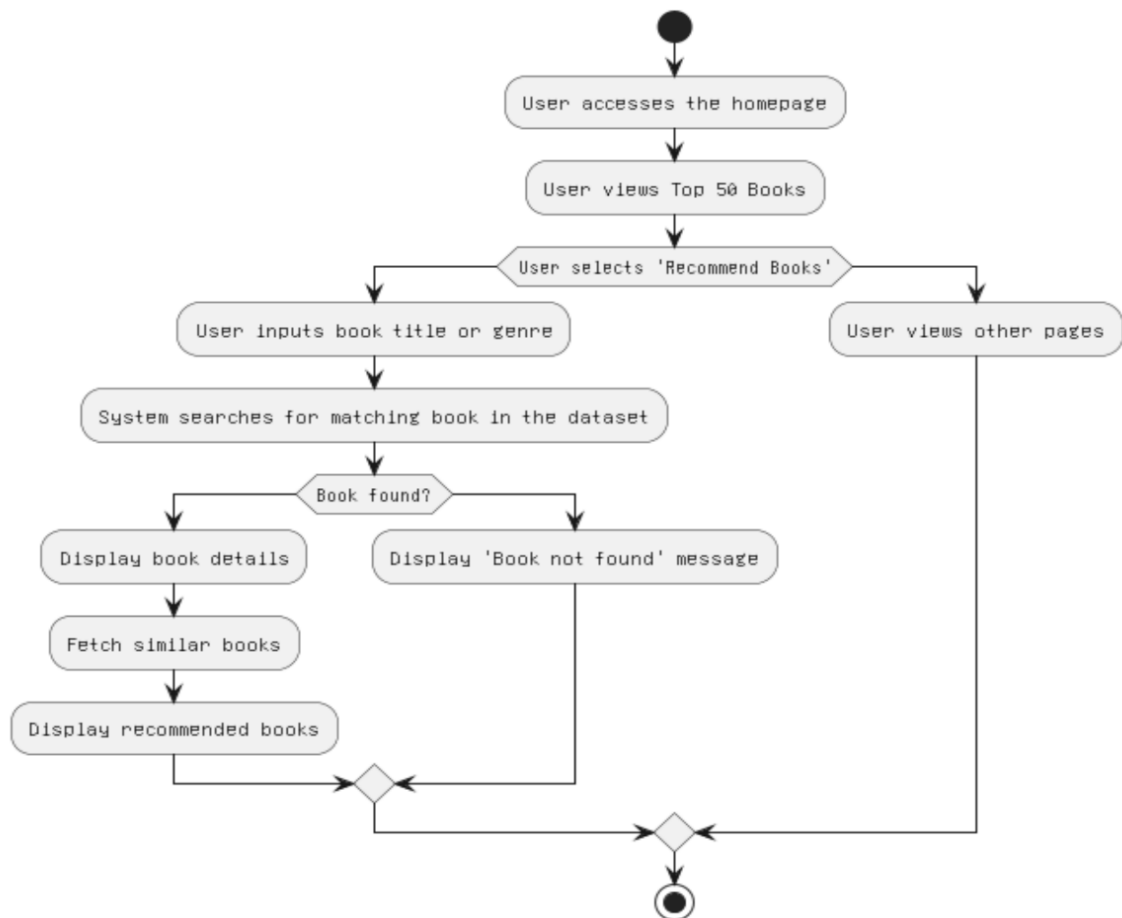 User accesses the homepage
User views Top 50 Books
User selects 'Recommend Books'
User inputs book title or genre
User views other pages
System searches for matching book in the dataset
Book found?
Display book details
Display 'Book not found' message
Fetch similar books
Display recommended books